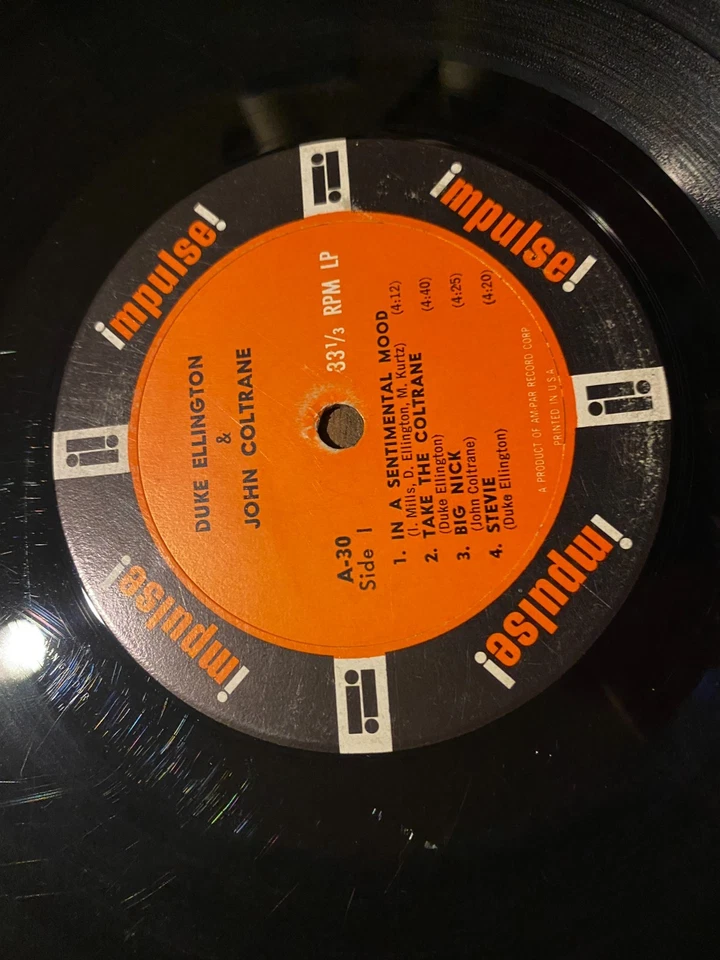 impulse!
impulse!
impulse!
impulse!
DUKE ELLINGTON
&
JOHN COLTRANE
33⅓ RPM LP
A-30
Side 1
1. IN A SENTIMENTAL MOOD (4:12)
(I. Mills, D. Ellington, M. Kurtz)
2. TAKE THE COLTRANE (4:40)
(Duke Ellington)
3. BIG NICK (4:25)
(John Coltrane)
4. STEVIE (4:20)
(Duke Ellington)
A PRODUCT OF AM-PAR RECORD CORP.
PRINTED IN U.S.A.